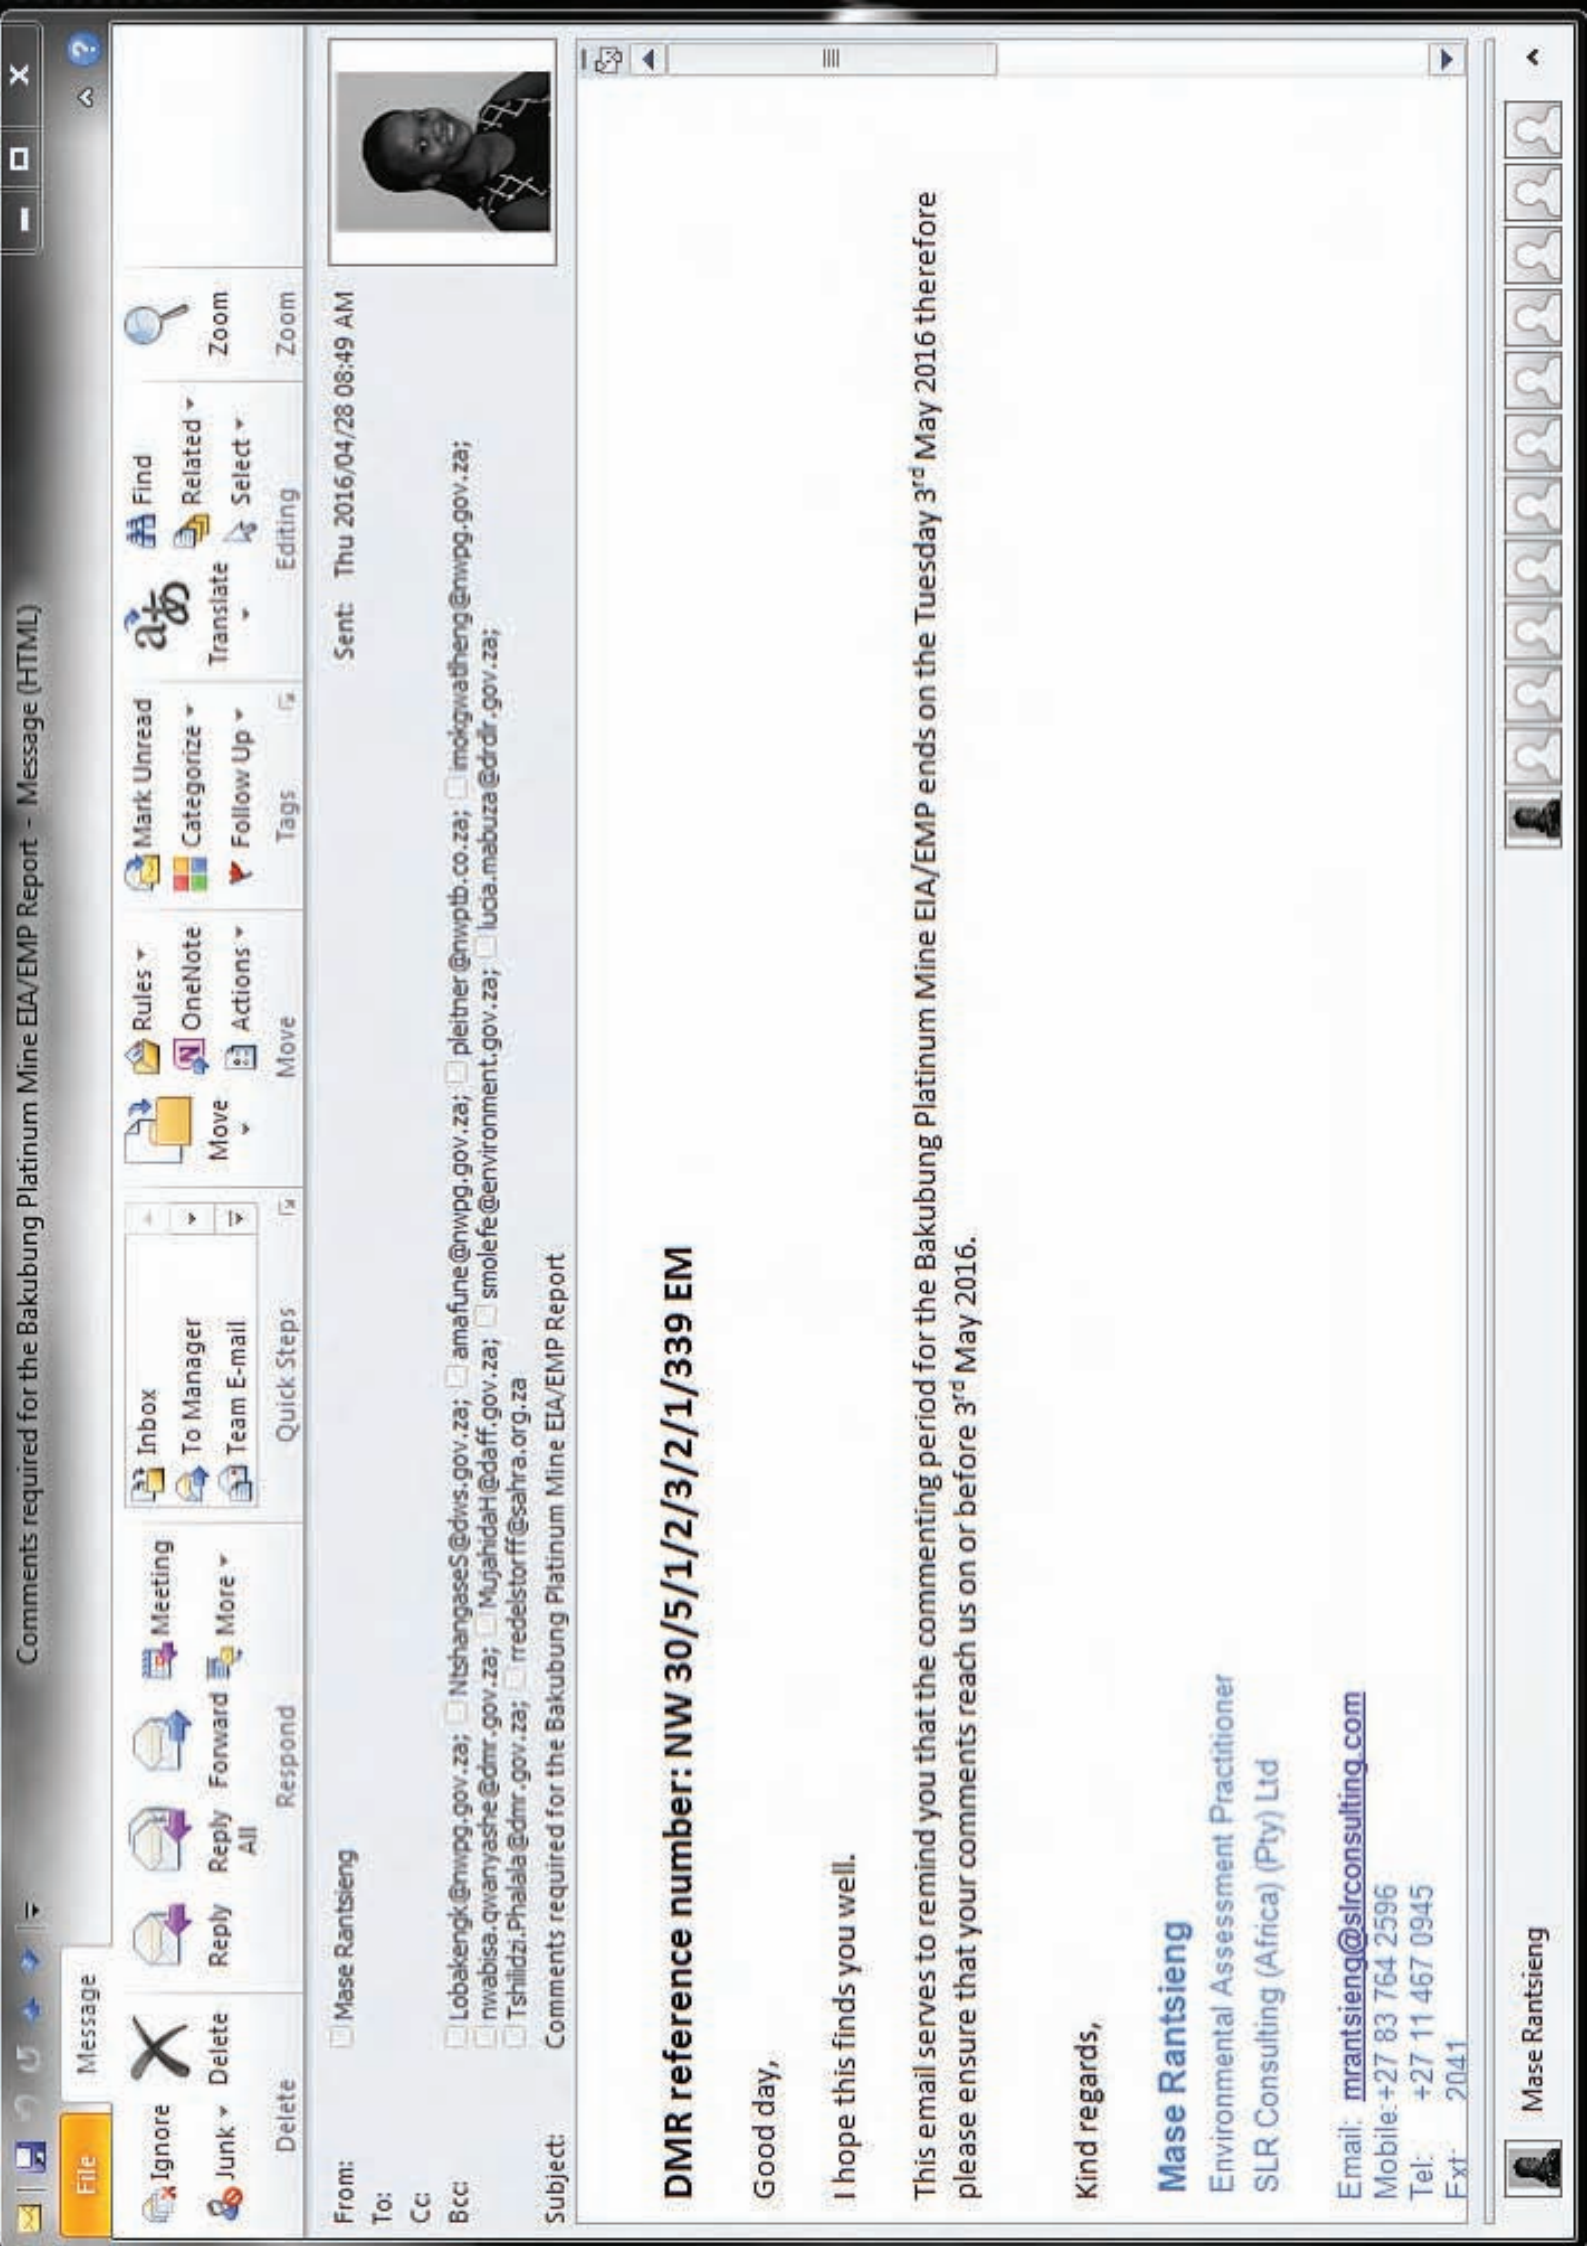 Comments required for the Bakubung Platinum Mine EIA/EMP Report - Message (HTML)
File
Message
Ignore
Junk
Delete
Delete
Reply
Reply All
Forward
Meeting
More
Respond
Inbox
To Manager
Team E-mail
Quick Steps
Move
Rules
OneNote
Actions
Move
Mark Unread
Categorize
Follow Up
Tags
Translate
Find
Related
Select
Editing
Zoom
Zoom
From: Mase Rantsieng
Sent: Thu 2016/04/28 08:49 AM
To:
Cc:
Bcc: Lobakengk@nwpg.gov.za; NtshangaseS@dws.gov.za; amafune@nwpg.gov.za; pleitner@nwptb.co.za; imokgwatheng@nwpg.gov.za;
nwabisa.qwanyashe@dmr.gov.za; MujahidaH@daff.gov.za; smolefe@environment.gov.za; lucia.mabuza@drdlr.gov.za;
Tshilidzi.Phalala@dmr.gov.za; rredelstorff@sahra.org.za
Subject: Comments required for the Bakubung Platinum Mine EIA/EMP Report
DMR reference number: NW 30/5/1/2/3/2/1/339 EM
Good day,
I hope this finds you well.
This email serves to remind you that the commenting period for the Bakubung Platinum Mine EIA/EMP ends on the Tuesday 3rd May 2016 therefore
please ensure that your comments reach us on or before 3rd May 2016.
Kind regards,
Mase Rantsieng
Environmental Assessment Practitioner
SLR Consulting (Africa) (Pty) Ltd
Email: mrantsieng@slrconsulting.com
Mobile: +27 83 764 2596
Tel: +27 11 467 0945
Ext: 2041
Mase Rantsieng